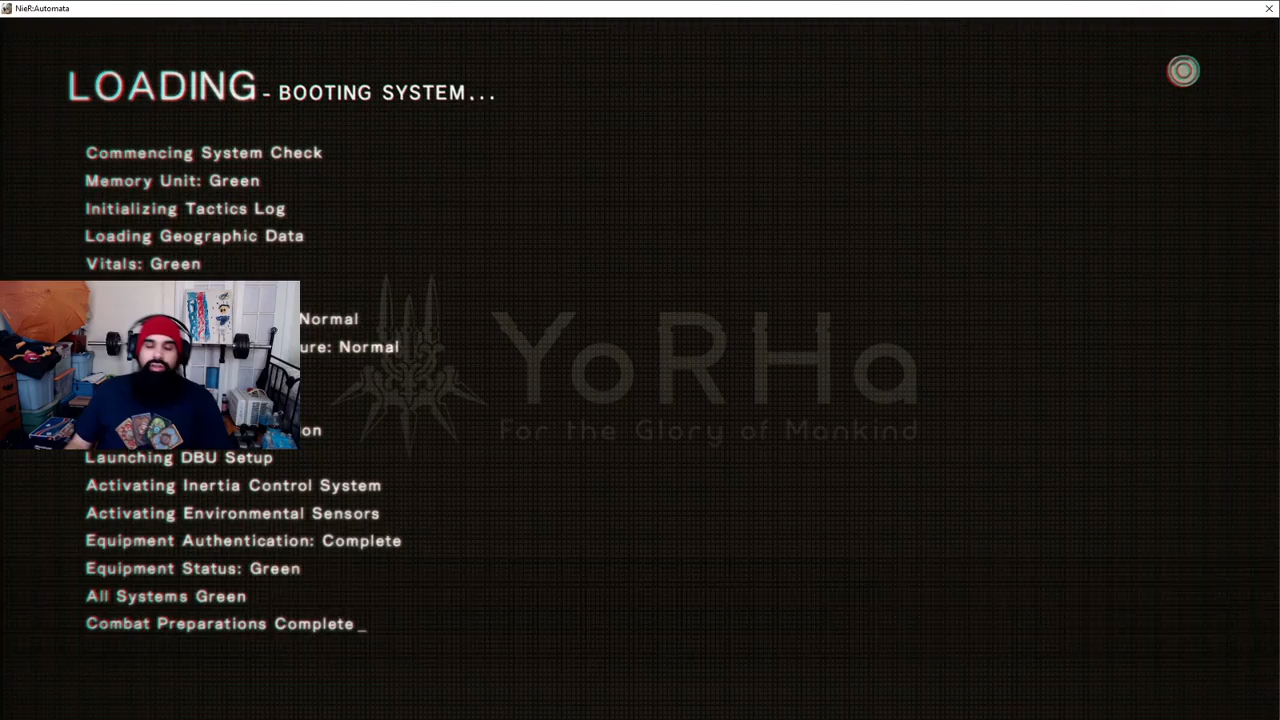 NieR:Automata
LOADING - BOOTING SYSTEM...
Commencing System Check
Memory Unit: Green
Initializing Tactics Log
Loading Geographic Data
Vitals: Green
Normal
ure: Normal
on
Launching DBU Setup
Activating Inertia Control System
Activating Environmental Sensors
Equipment Authentication: Complete
Equipment Status: Green
All Systems Green
Combat Preparations Complete _
YoRHa
For the Glory Mankind